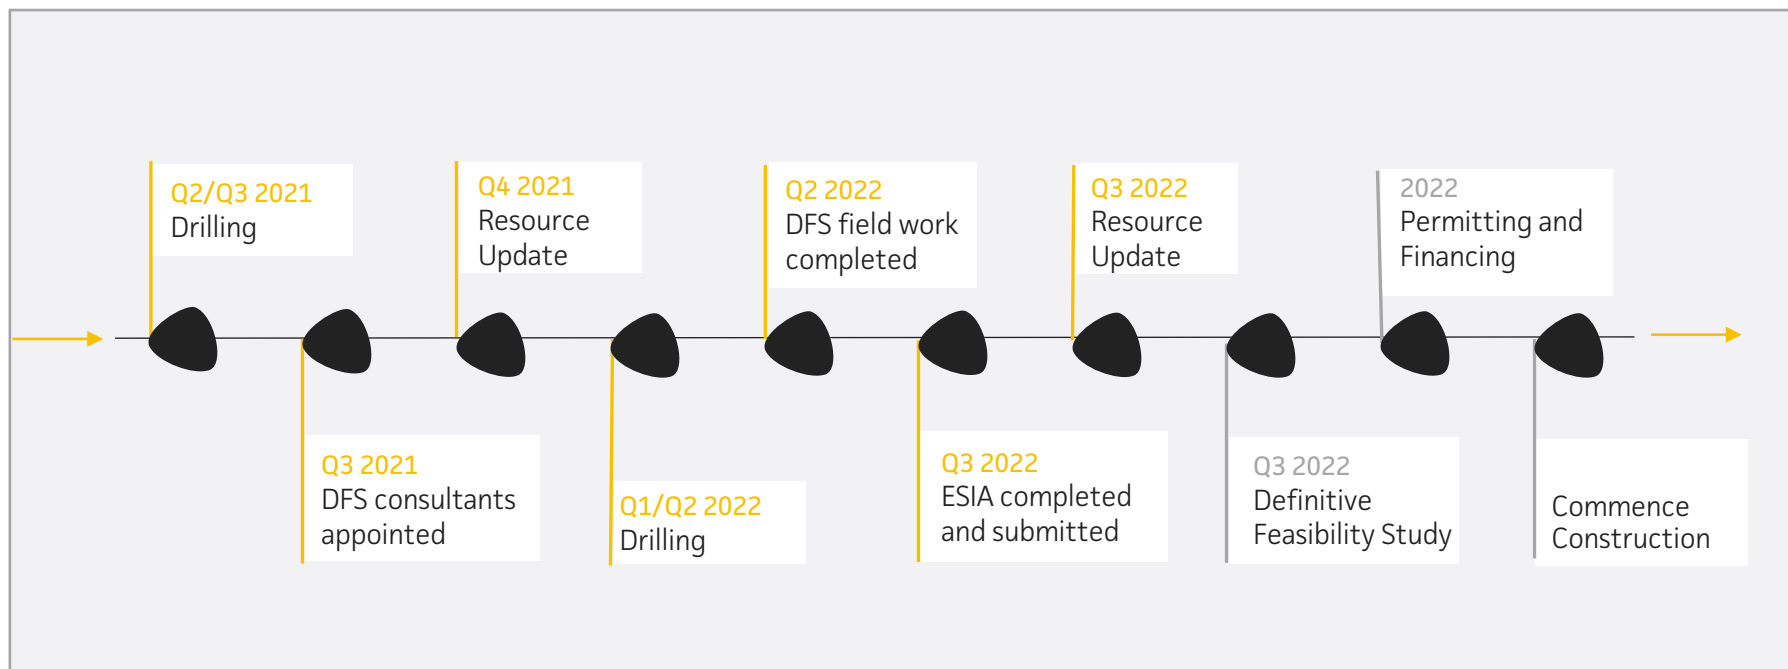 Q2/Q3 2021
Drilling
Q3 2021
DFS consultants
appointed
Q4 2021
Resource
Update
Q1/Q2 2022
Drilling
Q2 2022
DFS field work
completed
Q3 2022
ESIA completed
and submitted
Q3 2022
Resource
Update
Q3 2022
Definitive
Feasibility Study
2022
Permitting and
Financing
Commence
Construction